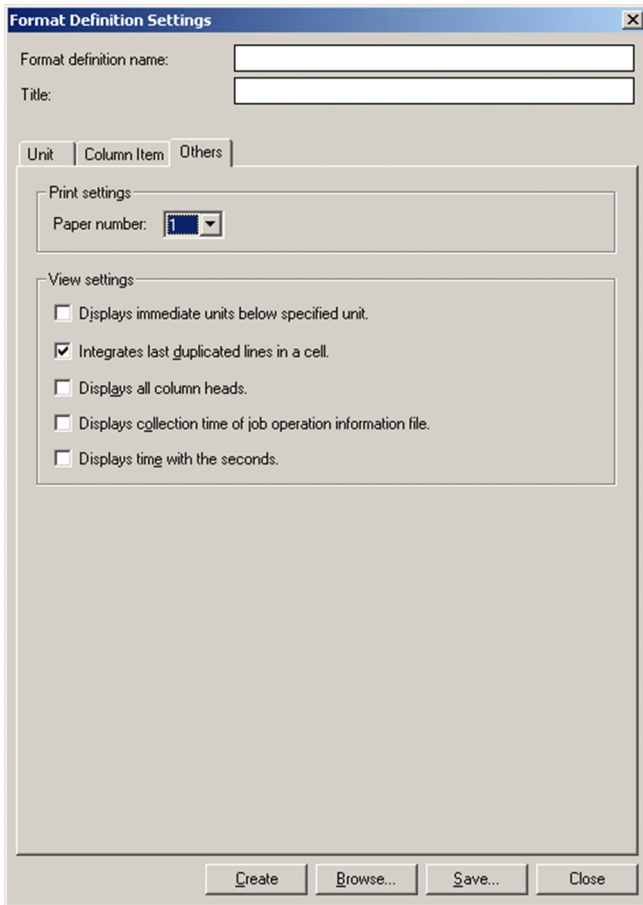 Format Definition Settings
Format definition name:
Title:
Unit Column Item Others
Print settings
Paper number: 1
View settings
Displays immediate units below specified unit.
Integrates last duplicated lines in a cell.
Displays all column heads.
Displays collection time of job operation information file.
Displays time with the seconds.
Create Browse... Save... Close